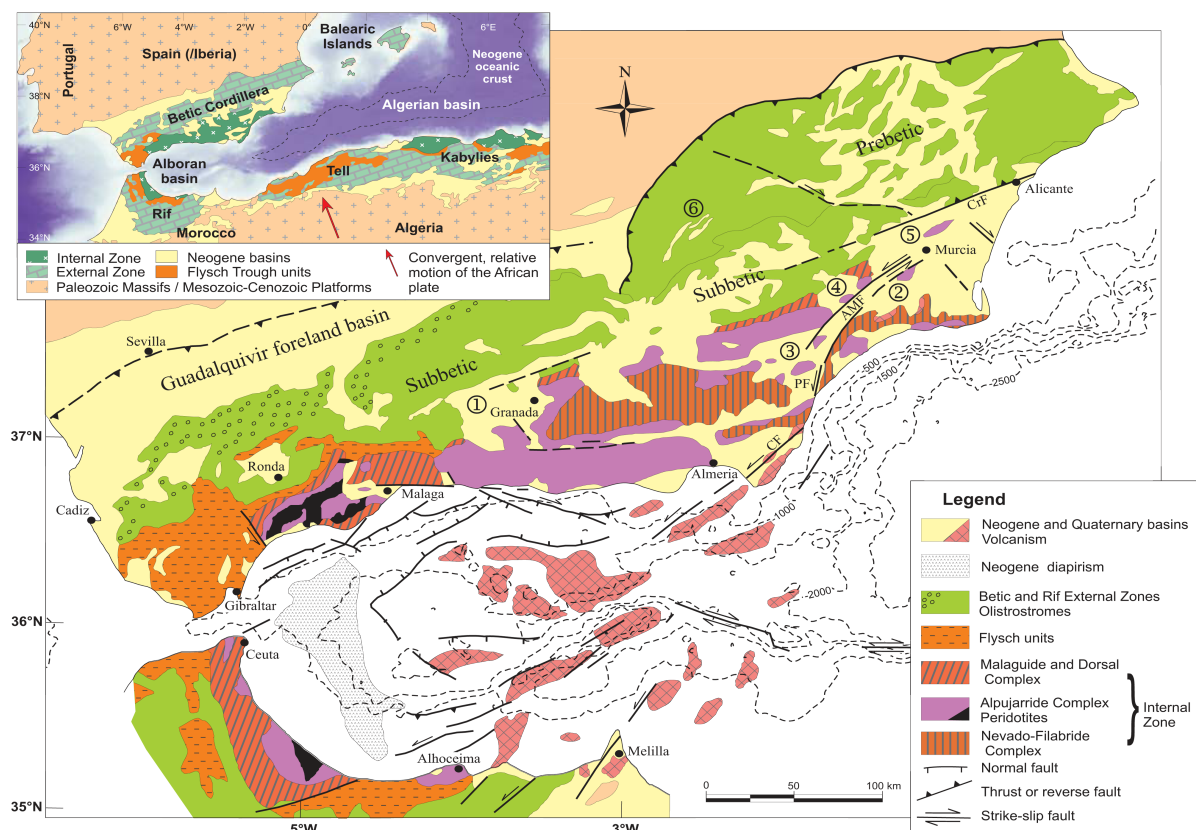 40°N
6°W
4°W
0°
6°E
Portugal
Spain (/Iberia)
Balearic
Islands
Neogene
oceanic
crust
38°N
Betic Cordillera
Algerian basin
36°N
Alboran
basin
Kabylies
Tell
Rif
Morocco
Algeria
34°N
Internal Zone
Neogene basins
External Zone
Flysch Trough units
Paleozoic Massifs / Mesozoic-Cenozoic Platforms
Convergent, relative
motion of the African
plate
N
Prebetic
Alicante
CrF
⑥
⑤
Murcia
Subbetic
④
②
AMF
③
PF
Sevilla
Guadalquivir foreland basin
Subbetic
①
Granada
-500
-1500
-2500
37°N
CF
Ronda
Almeria
Malaga
Cadiz
-1000
-2000
Gibraltar
36°N
Ceuta
Alhoceima
Melilla
0
50
100 km
35°N
5°W
3°W
Legend
Neogene and Quaternary basins
Volcanism
Neogene diapirism
Betic and Rif External Zones
Olistrostromes
Flysch units
Malaguide and Dorsal
Complex
Alpujarride Complex
Peridotites
Internal
Zone
Nevado-Filabride
Complex
Normal fault
Thrust or reverse fault
Strike-slip fault